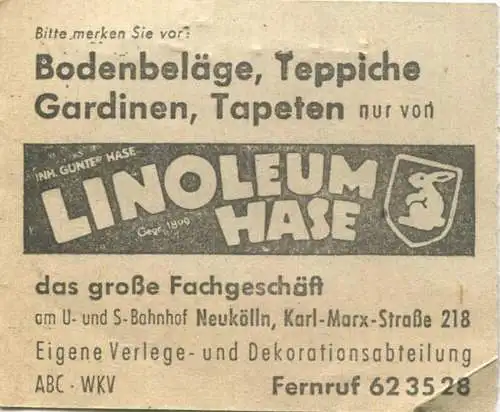 Bitte merken Sie vor:
Bodenbeläge, Teppiche
Gardinen, Tapeten nur von
INH. GÜNTER HASE
LINOLEUM
Gegr. 1899
HASE
das große Fachgeschäft
am U- und S-Bahnhof Neukölln, Karl-Marx-Straße 218
Eigene Verlege- und Dekorationsabteilung
ABC - WKV
Fernruf 62 35 28